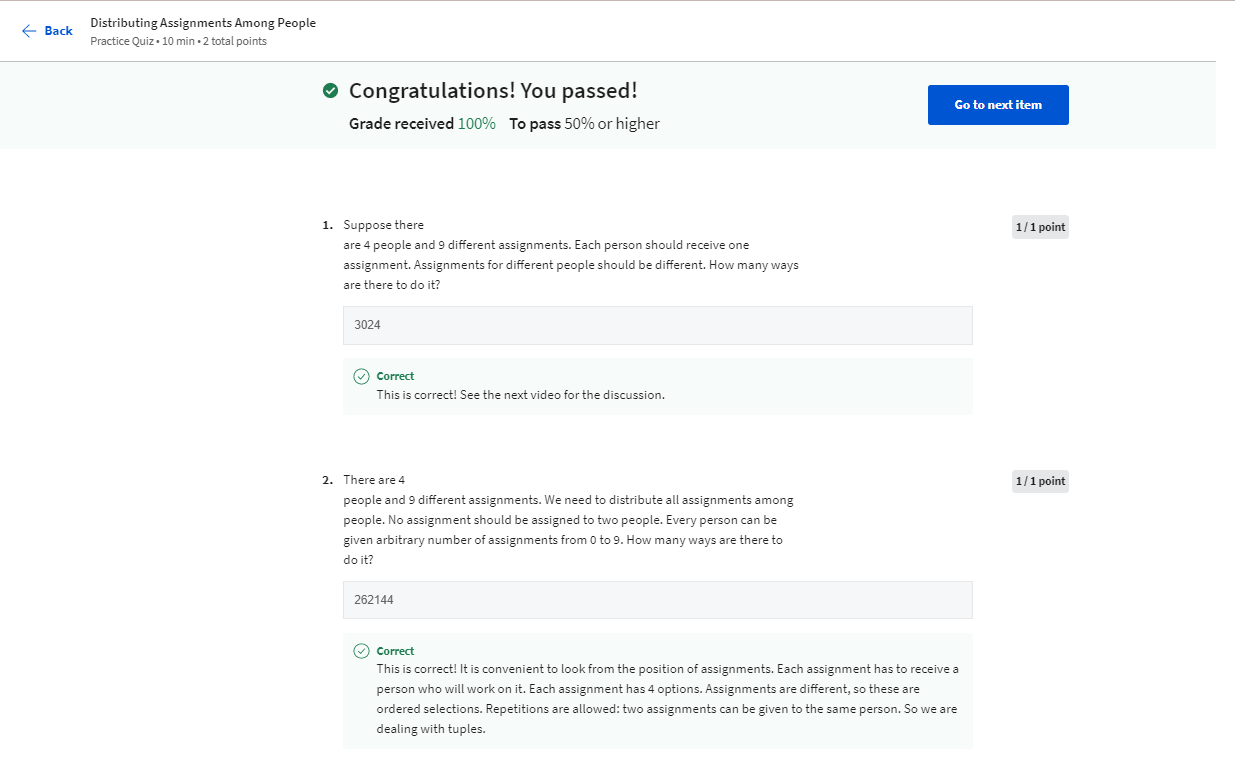 Back
Distributing Assignments Among People
Practice Quiz • 10 min • 2 total points
Congratulations! You passed!
Grade received 100% To pass 50% or higher
Go to next item
1. Suppose there
are 4 people and 9 different assignments. Each person should receive one
assignment. Assignments for different people should be different. How many ways
are there to do it?
1 / 1 point
3024
Correct
This is correct! See the next video for the discussion.
2. There are 4
people and 9 different assignments. We need to distribute all assignments among
people. No assignment should be assigned to two people. Every person can be
given arbitrary number of assignments from 0 to 9. How many ways are there to
do it?
1 / 1 point
262144
Correct
This is correct! It is convenient to look from the position of assignments. Each assignment has to receive a
person who will work on it. Each assignment has 4 options. Assignments are different, so these are
ordered selections. Repetitions are allowed: two assignments can be given to the same person. So we are
dealing with tuples.